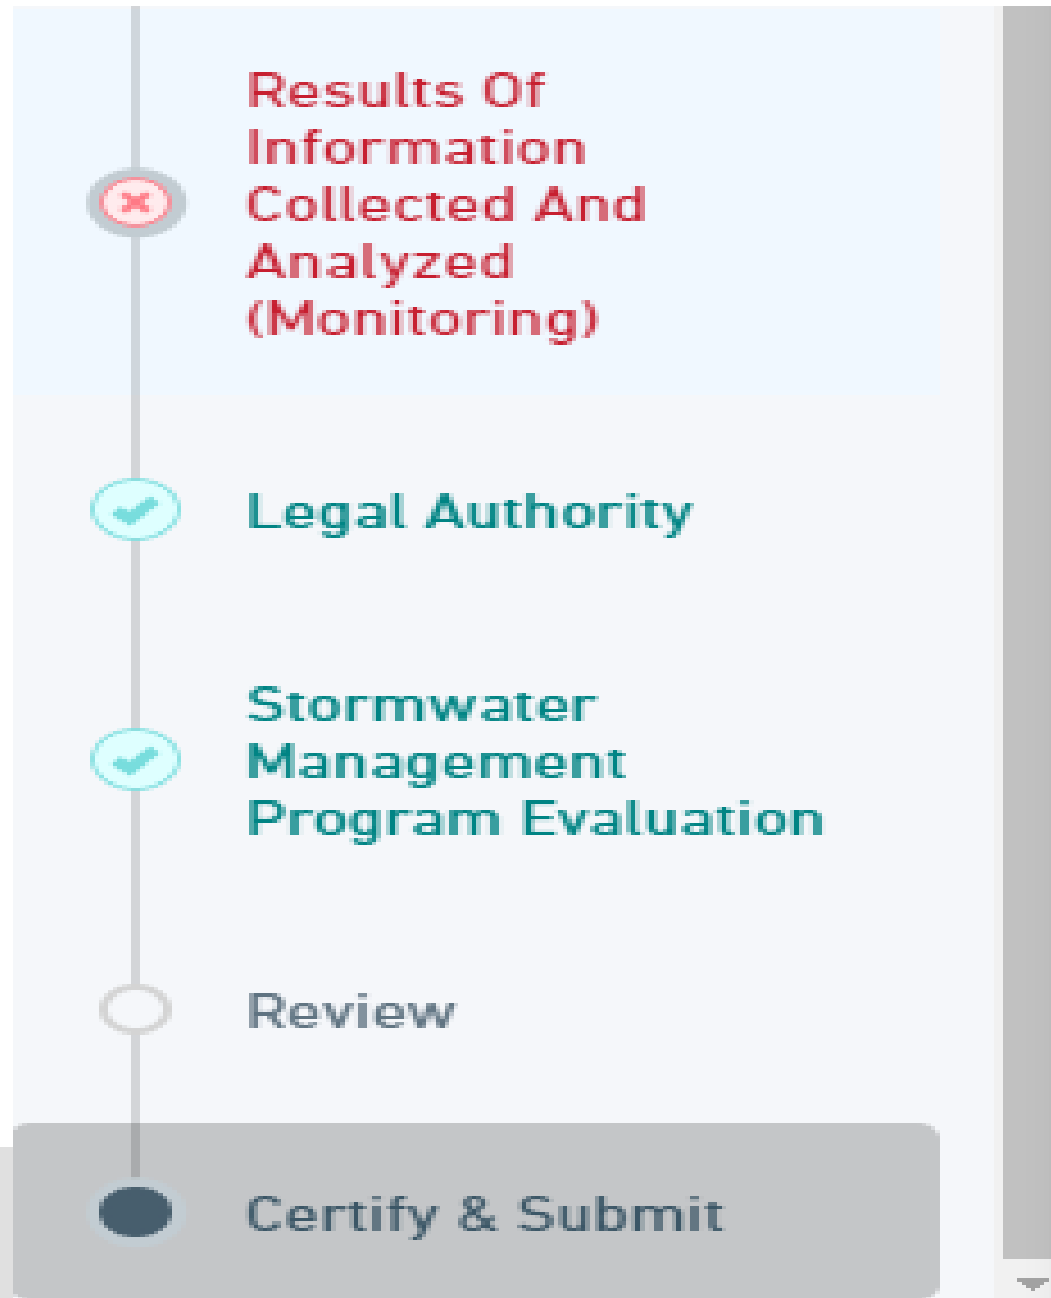 Results Of
Information
Collected And
Analyzed
(Monitoring)
Legal Authority
Stormwater
Management
Program Evaluation
Review
Certify & Submit